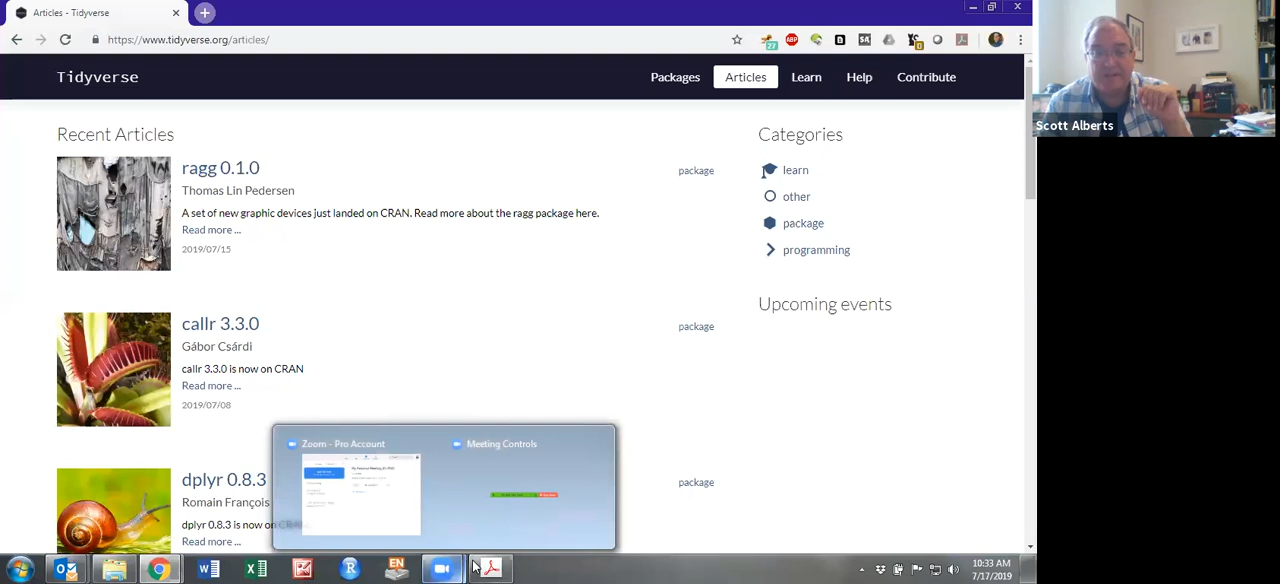 Articles - Tidyverse
https://www.tidyverse.org/articles/
27
ABP
Tidyverse
Packages
Articles
Learn
Help
Contribute
Scott Alberts
Recent Articles
Categories
ragg 0.1.0
package
learn
Thomas Lin Pedersen
other
A set of new graphic devices just landed on CRAN. Read more about the ragg package here.
Read more ...
package
2019/07/15
programming
Upcoming events
callr 3.3.0
package
Gábor Csárdi
callr 3.3.0 is now on CRAN
Read more ...
2019/07/08
Zoom - Pro Account
Meeting Controls
dplyr 0.8.3
package
Romain François
dplyr 0.8.3 is now on
Read more ...
EN
10:33 AM
7/17/2019